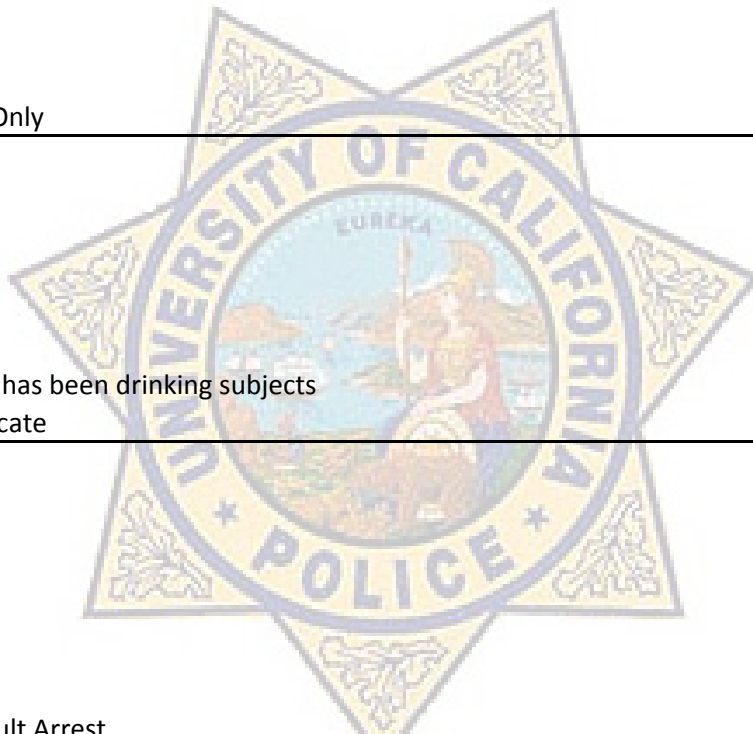 Only
UNIVERSITY OF CALIFORNIA
EUREKA
has been drinking subjects
cate
POLICE
ult Arrest